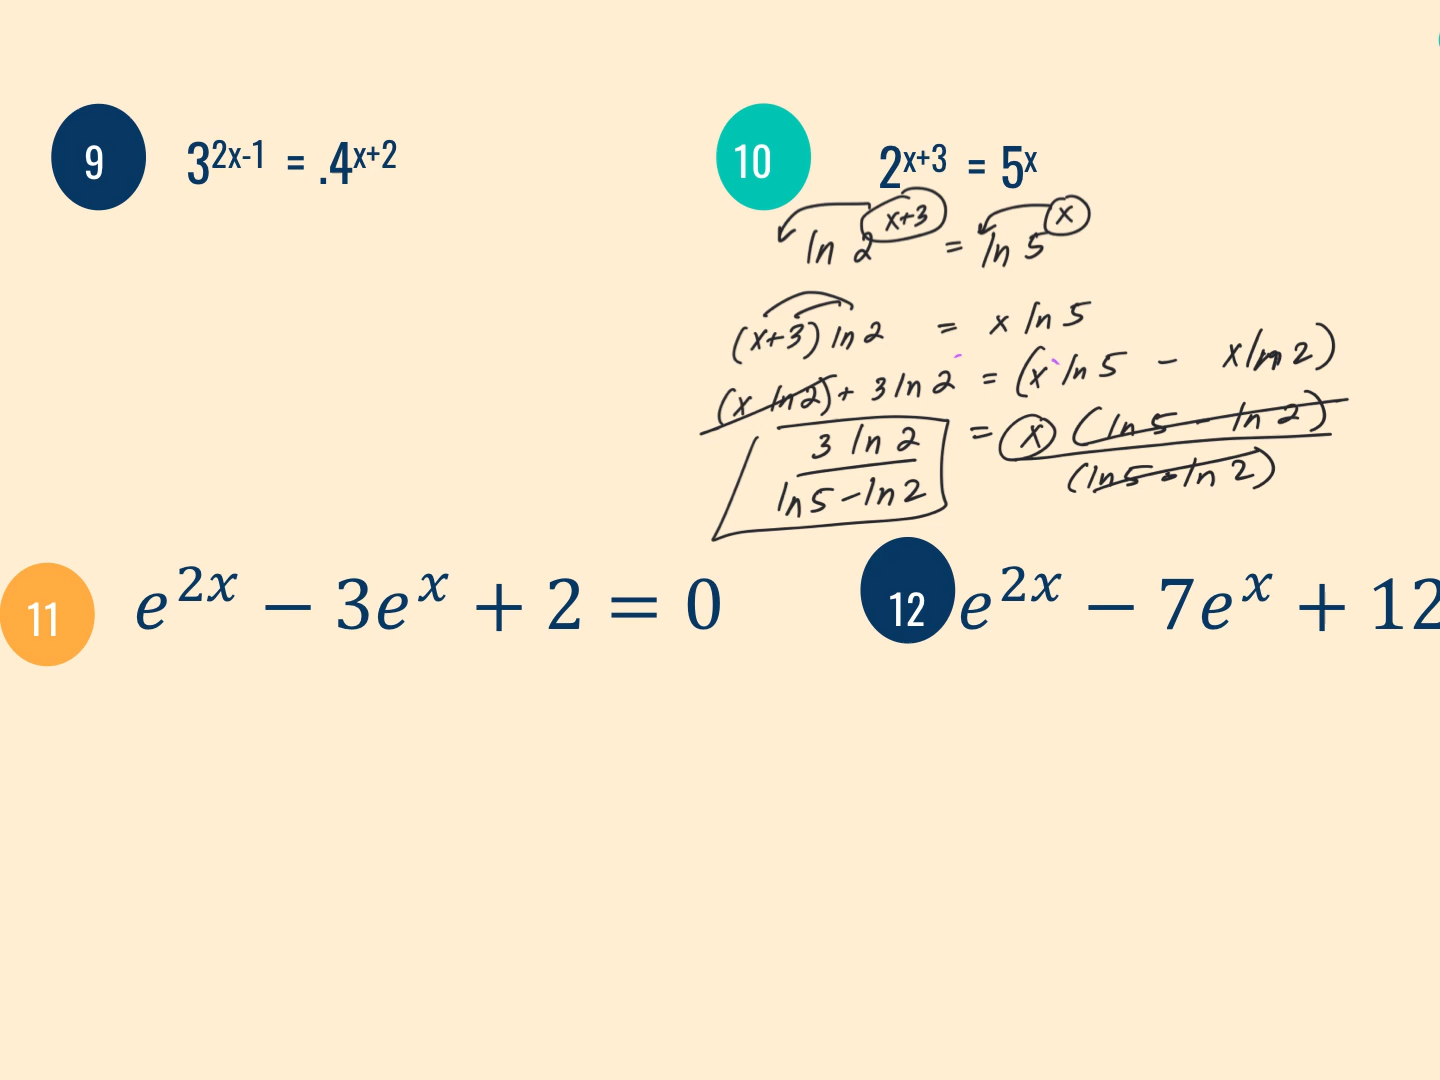 9 3^{2x-1} = .4^{x+2}
10 2^{x+3} = 5^x
ln 2^{x+3} = ln 5^x
(x+3) ln 2 = x ln 5
(x ln 2) + 3 ln 2 = (x ln 5 - x ln 2)
3 ln 2 / ln 5 - ln 2 = x (ln 5 - ln 2) / (ln 5 - ln 2)
11 e^{2x} − 3e^x + 2 = 0
12 e^{2x} − 7e^x + 12